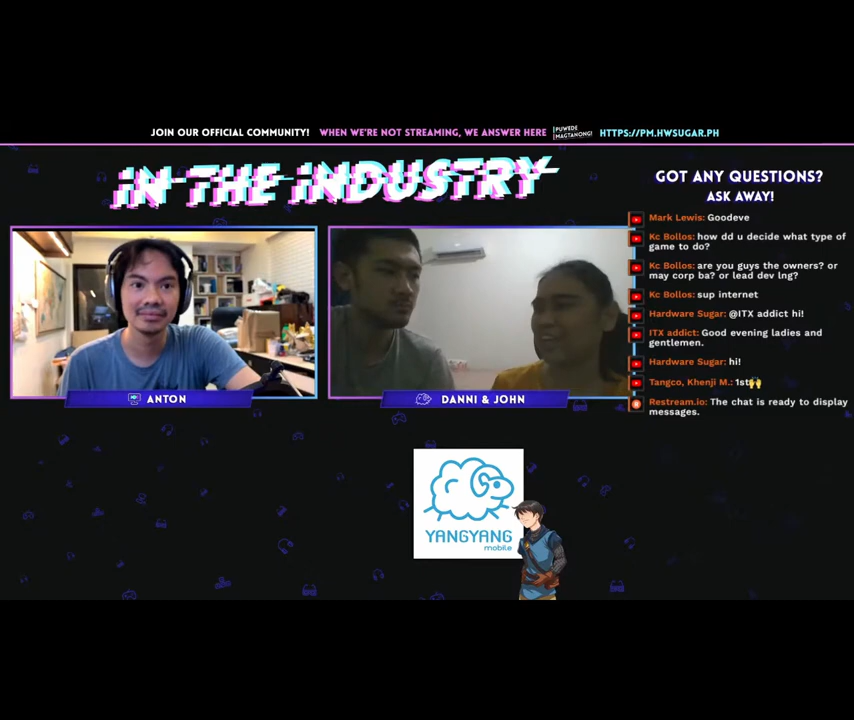 JOIN OUR OFFICIAL COMMUNITY! WHEN WE'RE NOT STREAMING, WE ANSWER HERE PUWEDE MAGTANONG! HTTPS://PM.HWSUGAR.PH
IN THE INDUSTRY
GOT ANY QUESTIONS?
ASK AWAY!
Mark Lewis: Goodeve
Kc Bollos: how dd u decide what type of
game to do?
Kc Bollos: are you guys the owners? or
may corp ba? or lead dev lng?
Kc Bollos: sup internet
Hardware Sugar: @ITX addict hi!
ITX addict: Good evening ladies and
gentlemen.
Hardware Sugar: hi!
Tangco, Khenji M.: 1st🙌
Restream.io: The chat is ready to display
messages.
ANTON
DANNI & JOHN
YANGYANG
mobile